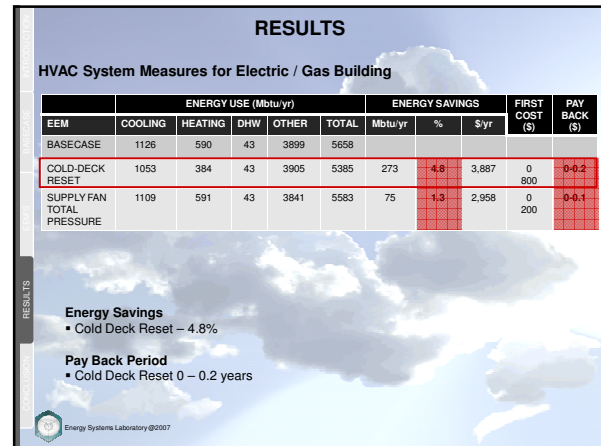 RESULTS
HVAC System Measures for Electric / Gas Building
ENERGY USE (Mbtu/yr) ENERGY SAVINGS FIRST COST ($) PAY BACK ($)
EEM COOLING HEATING DHW OTHER TOTAL Mbtu/yr % $/yr
BASECASE 1126 590 43 3899 5658
COLD-DECK RESET 1053 384 43 3905 5385 273 4.8 3,887 0 800 0-0.2
SUPPLY FAN TOTAL PRESSURE 1109 591 43 3841 5583 75 1.3 2,958 0 200 0-0.1
RESULTS
Energy Savings
▪ Cold Deck Reset – 4.8%
Pay Back Period
▪ Cold Deck Reset 0 – 0.2 years
CONCLUSION
Energy Systems Laboratory @2007